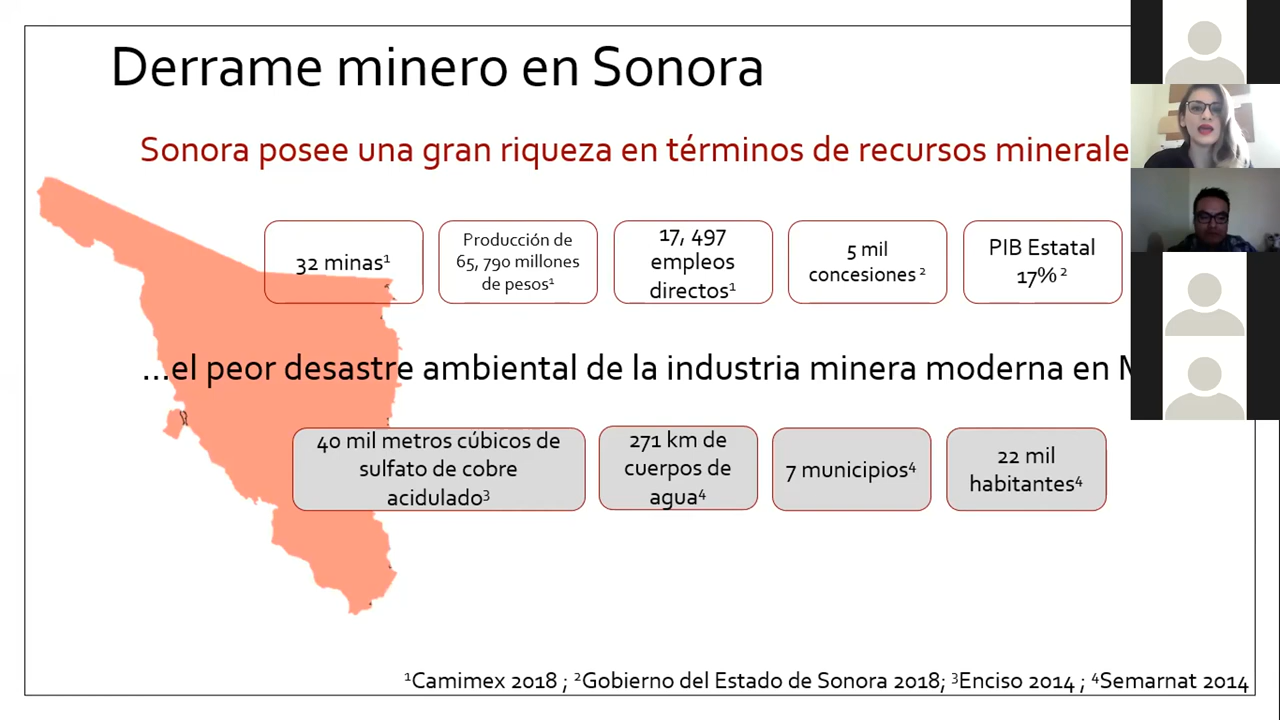 Derrame minero en Sonora
Sonora posee una gran riqueza en términos de recursos minerale
32 minas¹
Producción de
65, 790 millones
de pesos¹
17, 497
empleos
directos¹
5 mil
concesiones ²
PIB Estatal
17% ²
...el peor desastre ambiental de la industria minera moderna en
40 mil metros cúbicos de
sulfato de cobre
acidulado³
271 km de
cuerpos de
agua⁴
7 municipios⁴
22 mil
habitantes⁴
¹Camimex 2018 ; ²Gobierno del Estado de Sonora 2018; ³Enciso 2014 ; ⁴Semarnat 2014